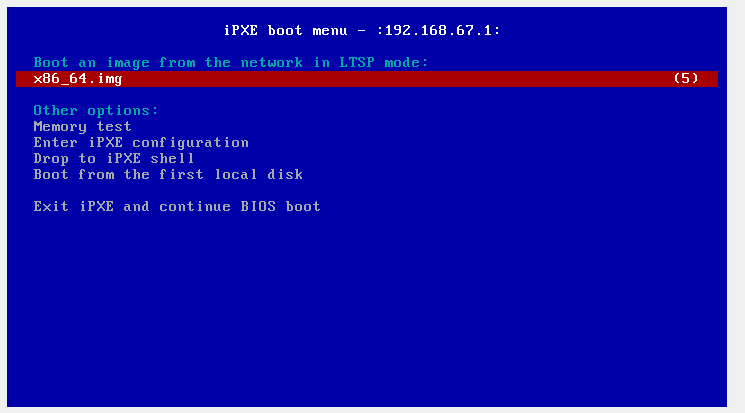 iPXE boot menu - :192.168.67.1:
Boot an image from the network in LTSP mode:
x86_64.img (5)
Other options:
Memory test
Enter iPXE configuration
Drop to iPXE shell
Boot from the first local disk
Exit iPXE and continue BIOS boot